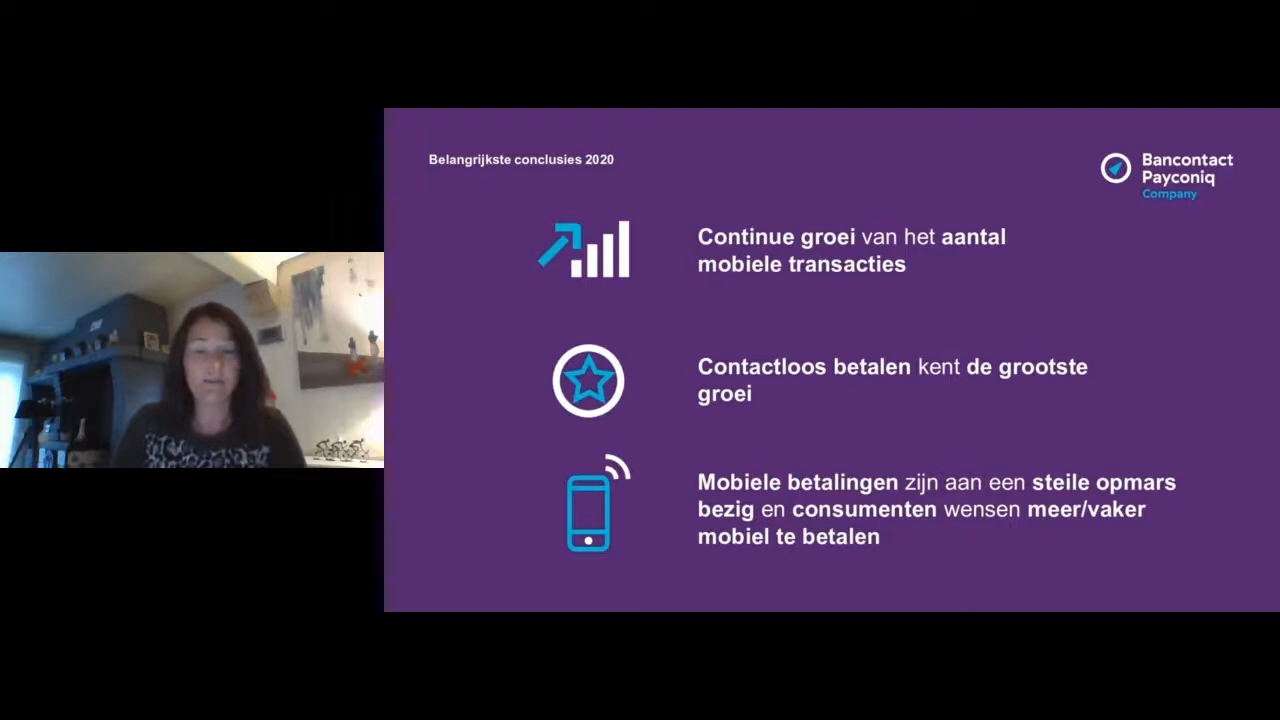 Belangrijkste conclusies 2020
Bancontact
Payconiq
Company
Continue groei van het aantal
mobiele transacties
Contactloos betalen kent de grootste
groei
Mobiele betalingen zijn aan een steile opmars
bezig en consumenten wensen meer/vaker
mobiel te betalen